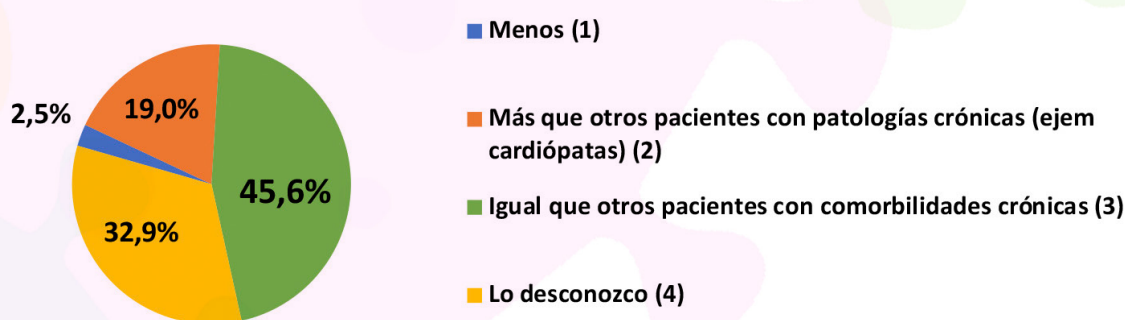 Menos (1)
2,5%
19,0%
Más que otros pacientes con patologías crónicas (ejem
cardiópatas) (2)
45,6%
Igual que otros pacientes con comorbilidades crónicas (3)
32,9%
Lo desconozco (4)